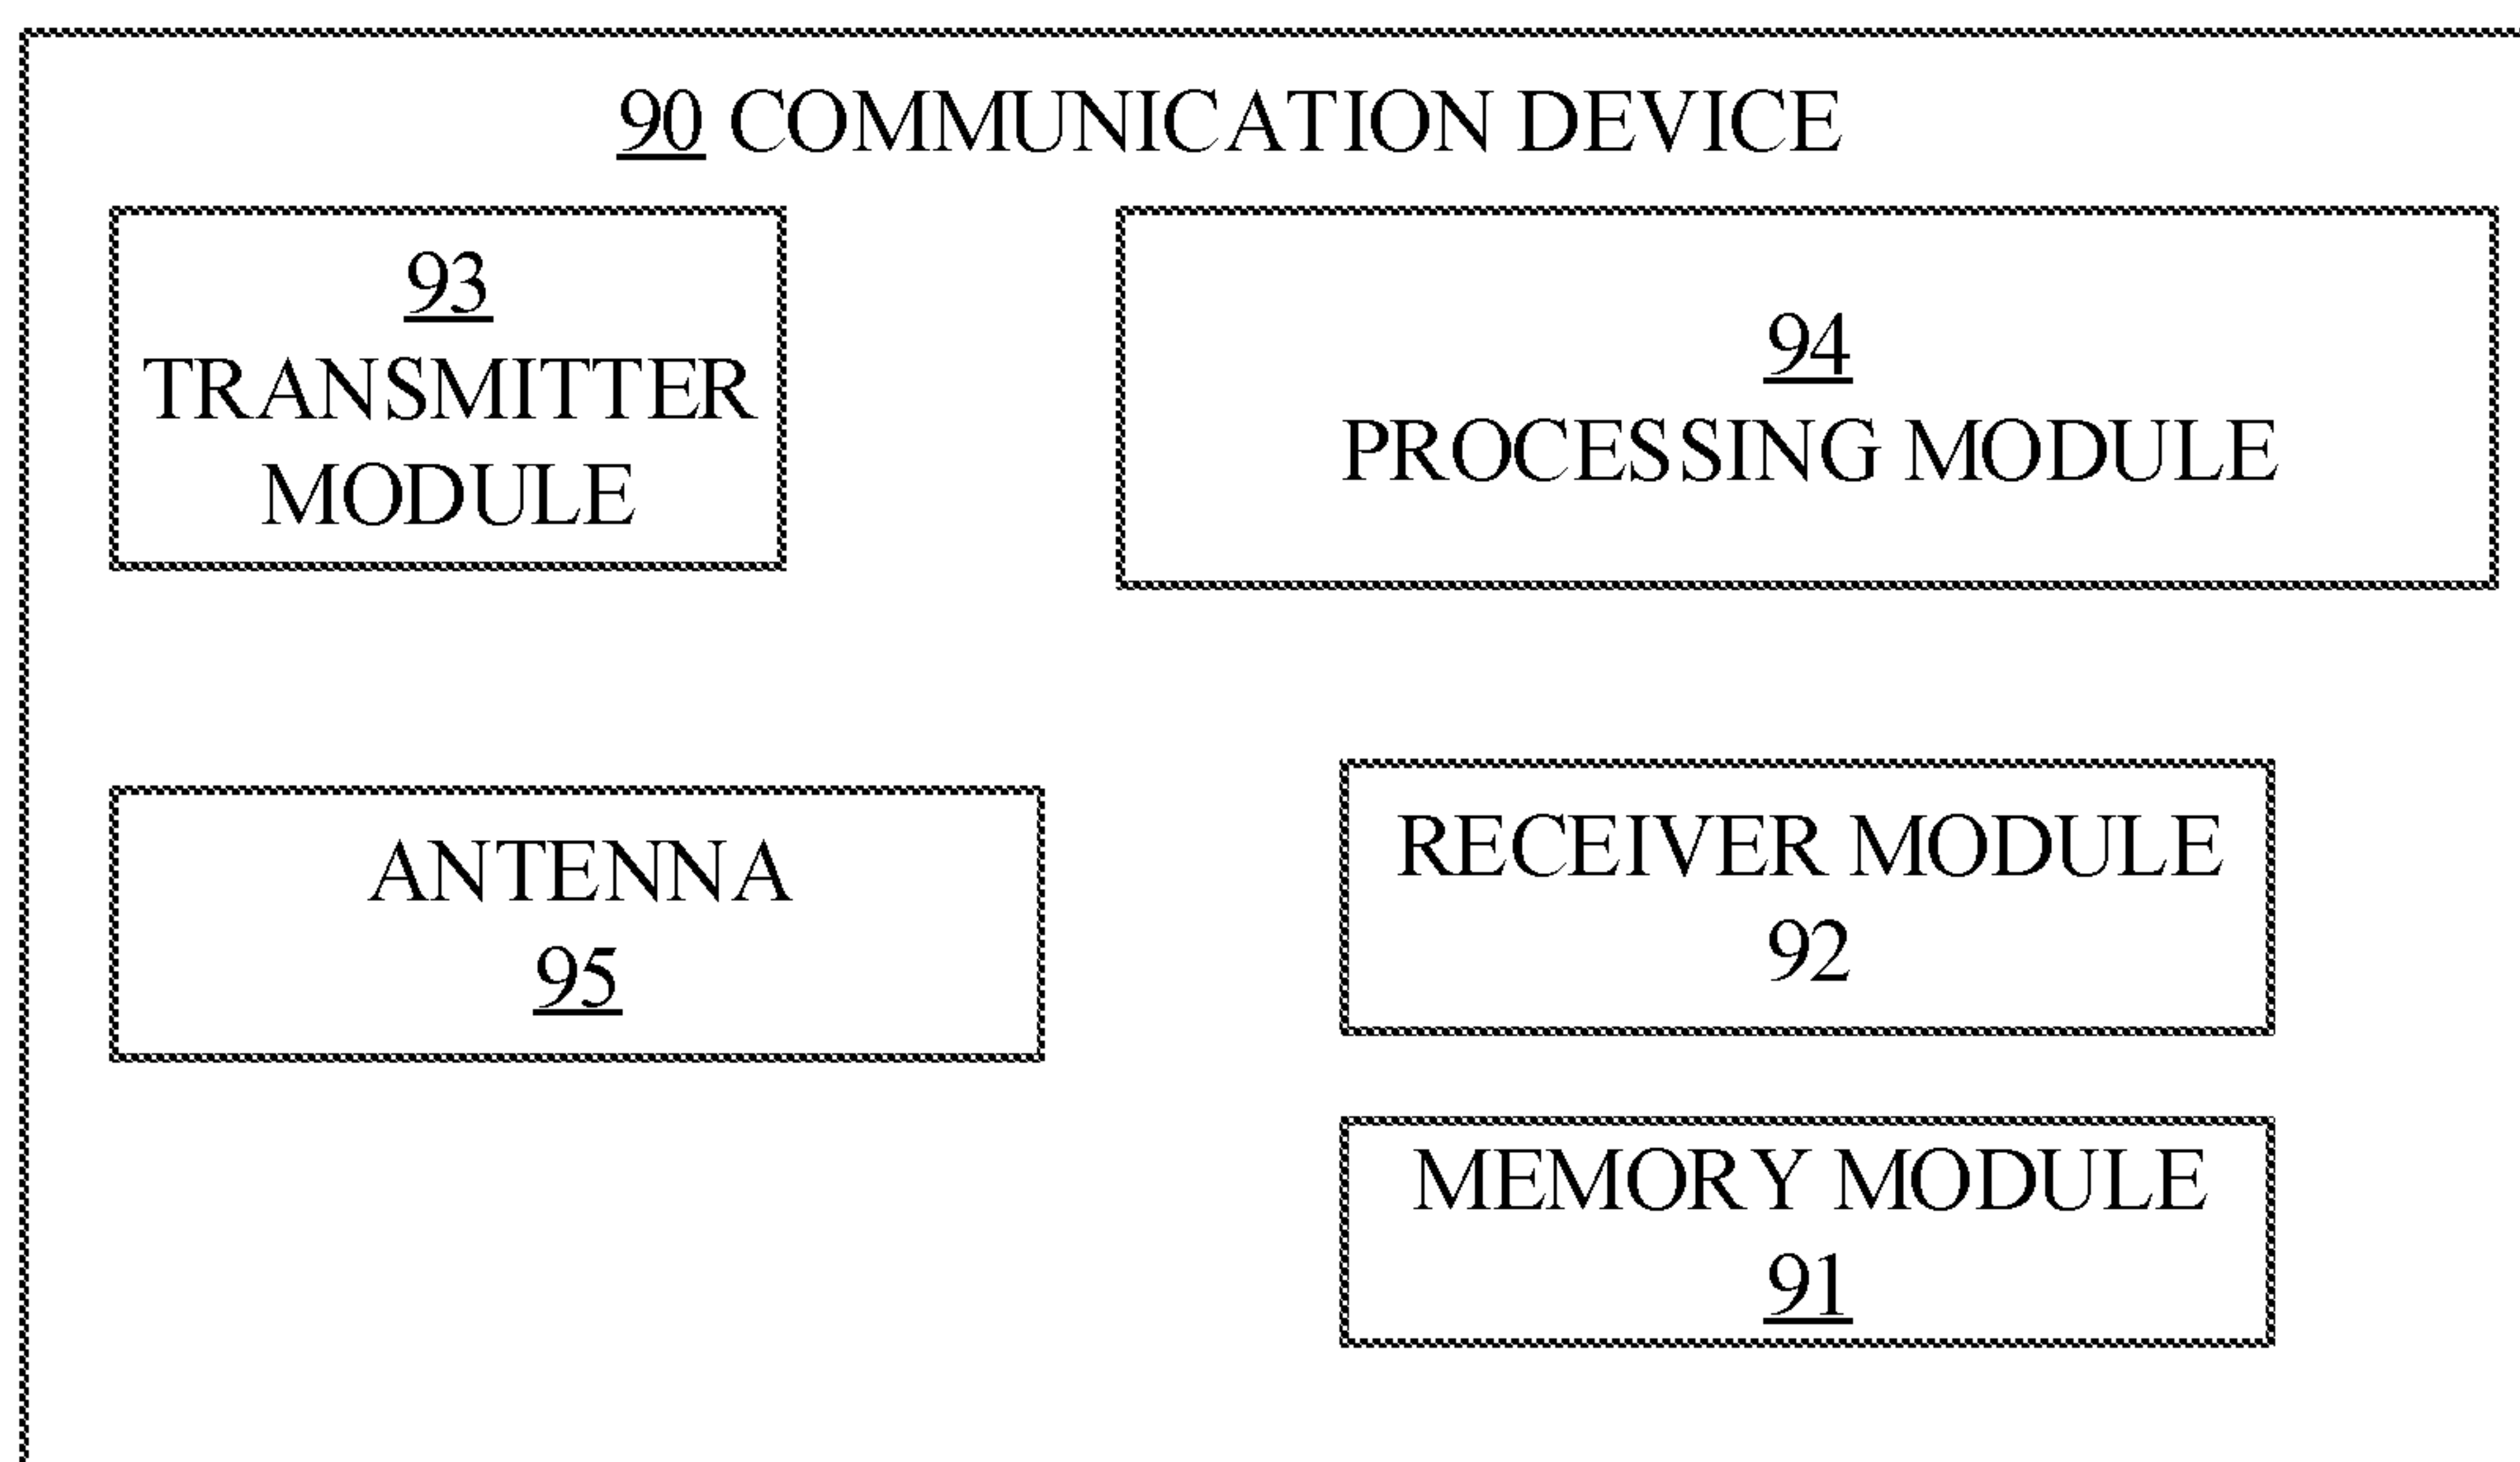 90 COMMUNICATION DEVICE
93
TRANSMITTER
MODULE
94
PROCESSING MODULE
ANTENNA
95
RECEIVER MODULE
92
MEMORY MODULE
91